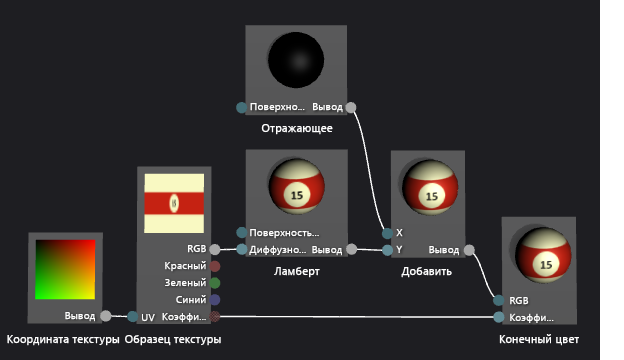 Поверхно... Вывод
Отражающее
15
15
Поверхность...
X
RGB
Диффузно... Вывод
Y
Вывод
15
Красный
Ламберт
Добавить
Зеленый
Синий
RGB
Вывод
UV
Коэффи...
Коэффи...
Координата текстуры
Образец текстуры
Конечный цвет